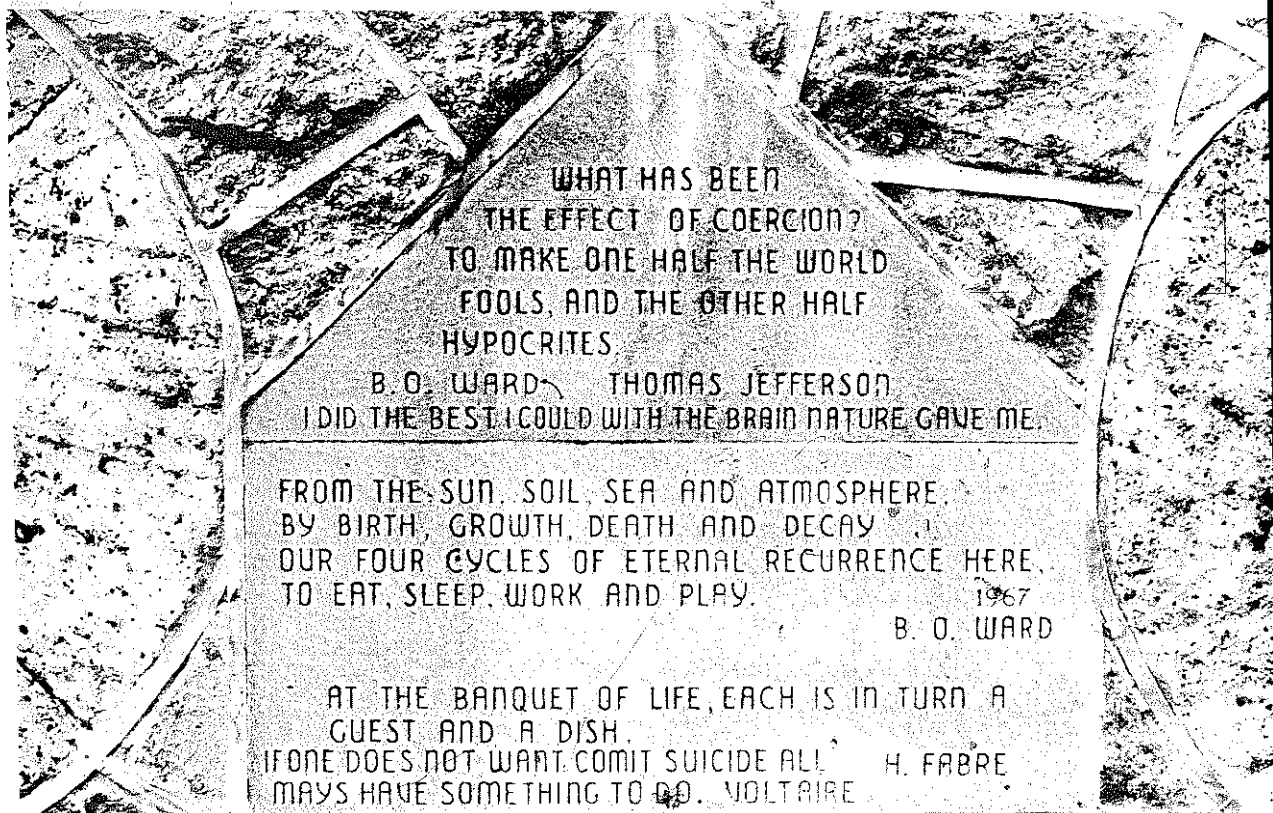 WHAT HAS BEEN
THE EFFECT OF COERCION?
TO MAKE ONE HALF THE WORLD
FOOLS, AND THE OTHER HALF
HYPOCRITES.
B.O. WARD THOMAS JEFFERSON
I DID THE BEST I COULD WITH THE BRAIN NATURE GAVE ME.
FROM THE SUN, SOIL, SEA AND ATMOSPHERE,
BY BIRTH, GROWTH, DEATH AND DECAY
OUR FOUR CYCLES OF ETERNAL RECURRENCE HERE,
TO EAT, SLEEP, WORK AND PLAY. 1967
B. O. WARD
AT THE BANQUET OF LIFE, EACH IS IN TURN A
GUEST AND A DISH.
IF ONE DOES NOT WANT COMIT SUICIDE ALL H. FABRE
MAYS HAVE SOMETHING TO DO. VOLTAIRE